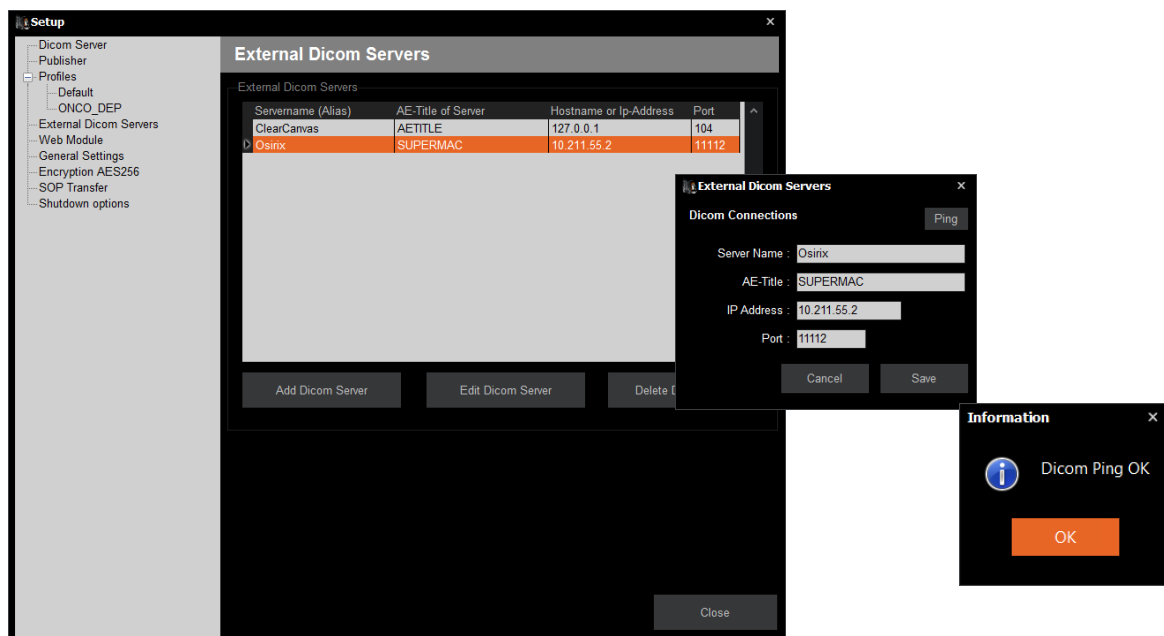 Setup
Dicom Server
Publisher
Profiles
Default
ONCO_DEP
External Dicom Servers
Web Module
General Settings
Encryption AES256
SOP Transfer
Shutdown options
External Dicom Servers
External Dicom Servers
Servername (Alias) AE-Title of Server Hostname or Ip-Address Port
ClearCanvas AETITLE 127.0.0.1 104
Osirix SUPERMAC 10.211.55.2 11112
Add Dicom Server Edit Dicom Server Delete
External Dicom Servers
Dicom Connections Ping
Server Name : Osirix
AE-Title : SUPERMAC
IP Address : 10.211.55.2
Port : 11112
Cancel Save
Information
Dicom Ping OK
OK
Close